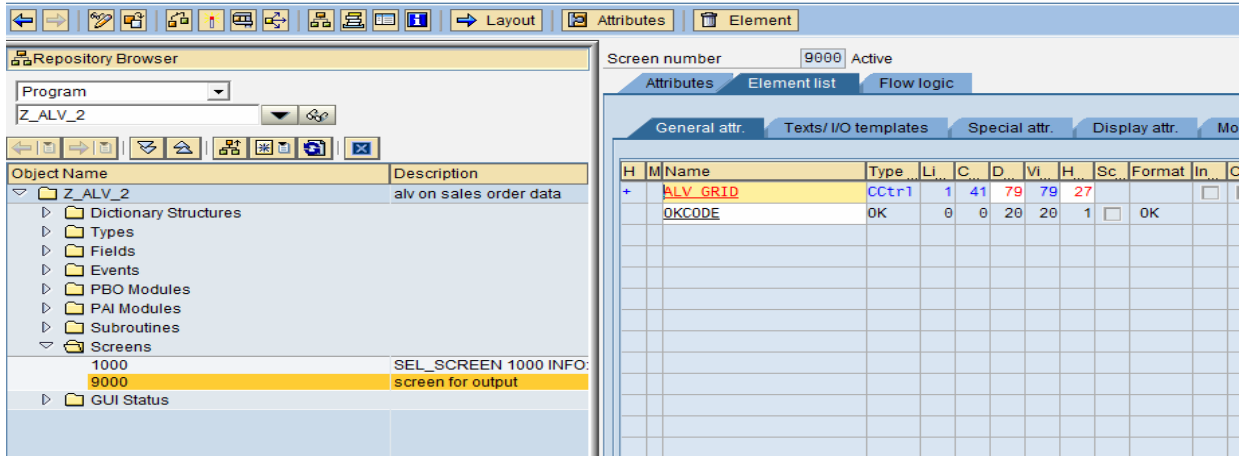 Layout Attributes Element
Repository Browser
Program
Z_ALV_2
Object Name Description
Z_ALV_2 alv on sales order data
Dictionary Structures
Types
Fields
Events
PBO Modules
PAI Modules
Subroutines
Screens
1000 SEL_SCREEN 1000 INFO:
9000 screen for output
GUI Status
Screen number 9000 Active
Attributes Element list Flow logic
General attr. Texts/ I/O templates Special attr. Display attr. Mo
H M Name Type ... Li... C... D... Vi... H... Sc... Format In... C
+ ALV_GRID CCtrl 1 41 79 79 27
OKCODE OK 0 0 20 20 1 OK